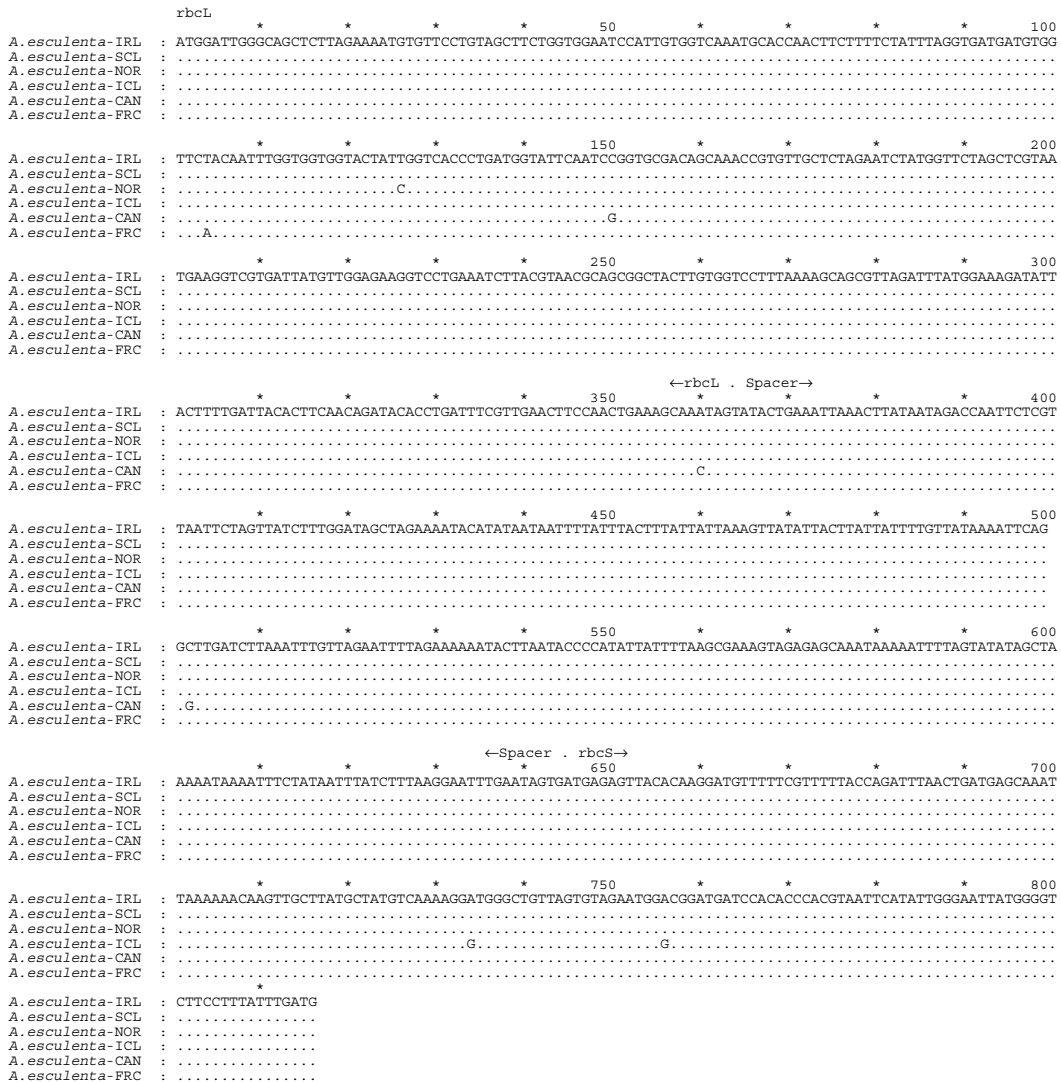 rbcL
* * * * 50 * * * * 100
A.esculenta-IRL : ATGGATTGGGCAGCTCTTAGAAAATGTGTTCCTGTAGCTTCTGGTGGAATCCATTGTGGTCAAATGCACCAACTTCTTTTCTATTTAGGTGATGATGTGG
A.esculenta-SCL : ....................................................................................................
A.esculenta-NOR : ....................................................................................................
A.esculenta-ICL : ....................................................................................................
A.esculenta-CAN : ....................................................................................................
A.esculenta-FRC : ....................................................................................................
* * * * 150 * * * * 200
A.esculenta-IRL : TTCTACAATTTGGTGGTGGTACTATTGGTCACCCTGATGGTATTCAATCCGGTGCGACAGCAAACCGTGTTGCTCTAGAATCTATGGTTCTAGCTCGTAA
A.esculenta-SCL : ....................................................................................................
A.esculenta-NOR : .........................C..........................................................................
A.esculenta-ICL : ....................................................................................................
A.esculenta-CAN : .................................................G..................................................
A.esculenta-FRC : ...A................................................................................................
* * * * 250 * * * * 300
A.esculenta-IRL : TGAAGGTCGTGATTATGTTGGAGAAGGTCCTGAAATCTTACGTAACGCAGCGGCTACTTGTGGTCCTTTAAAAGCAGCGTTAGATTTATGGAAAGATATT
A.esculenta-SCL : ....................................................................................................
A.esculenta-NOR : ....................................................................................................
A.esculenta-ICL : ....................................................................................................
A.esculenta-CAN : ....................................................................................................
A.esculenta-FRC : ....................................................................................................
←rbcL . Spacer→
* * * * 350 * * * * 400
A.esculenta-IRL : ACTTTTGATTACACTTCAACAGATACACCTGATTTCGTTGAACTTCCAACTGAAAGCAAATAGTATACTGAAATTAAACTTATAATAGACCAATTCTCGT
A.esculenta-SCL : ....................................................................................................
A.esculenta-NOR : ....................................................................................................
A.esculenta-ICL : ....................................................................................................
A.esculenta-CAN : ...........................................................C........................................
A.esculenta-FRC : ....................................................................................................
* * * * 450 * * * * 500
A.esculenta-IRL : TAATTCTAGTTATCTTTGGATAGCTAGAAAATACATATAATAATTTTATTTACTTTATTATTAAAGTTATATTACTTATTATTTTGTTATAAAATTCAG
A.esculenta-SCL : ...................................................................................................
A.esculenta-NOR : ...................................................................................................
A.esculenta-ICL : ...................................................................................................
A.esculenta-CAN : ...................................................................................................
A.esculenta-FRC : ...................................................................................................
* * * * 550 * * * * 600
A.esculenta-IRL : GCTTGATCTTAAATTTGTTAGAATTTTAGAAAAAATACTTAATACCCCATATTATTTTAAGCGAAAGTAGAGAGCAAATAAAAATTTTAGTATATAGCTA
A.esculenta-SCL : ....................................................................................................
A.esculenta-NOR : ....................................................................................................
A.esculenta-ICL : ....................................................................................................
A.esculenta-CAN : .G..................................................................................................
A.esculenta-FRC : ....................................................................................................
←Spacer . rbcS→
* * * * 650 * * * * 700
A.esculenta-IRL : AAAATAAAATTTCTATAATTTATCTTTAAGGAATTTGAATAGTGATGAGAGTTACACAAGGATGTTTTTCGTTTTTACCAGATTTAACTGATGAGCAAAT
A.esculenta-SCL : ....................................................................................................
A.esculenta-NOR : ....................................................................................................
A.esculenta-ICL : ....................................................................................................
A.esculenta-CAN : ....................................................................................................
A.esculenta-FRC : ....................................................................................................
* * * * 750 * * * * 800
A.esculenta-IRL : TAAAAAACAAGTTGCTTATGCTATGTCAAAAGGATGGGCTGTTAGTGTAGAATGGACGGATGATCCACACCCACGTAATTCATATTGGGAATTATGGGGT
A.esculenta-SCL : ....................................................................................................
A.esculenta-NOR : ....................................................................................................
A.esculenta-ICL : .................................G.....................G............................................
A.esculenta-CAN : ....................................................................................................
A.esculenta-FRC : ....................................................................................................
*
A.esculenta-IRL : CTTCCTTTATTTGATG
A.esculenta-SCL : ................
A.esculenta-NOR : ................
A.esculenta-ICL : ................
A.esculenta-CAN : ................
A.esculenta-FRC : ................